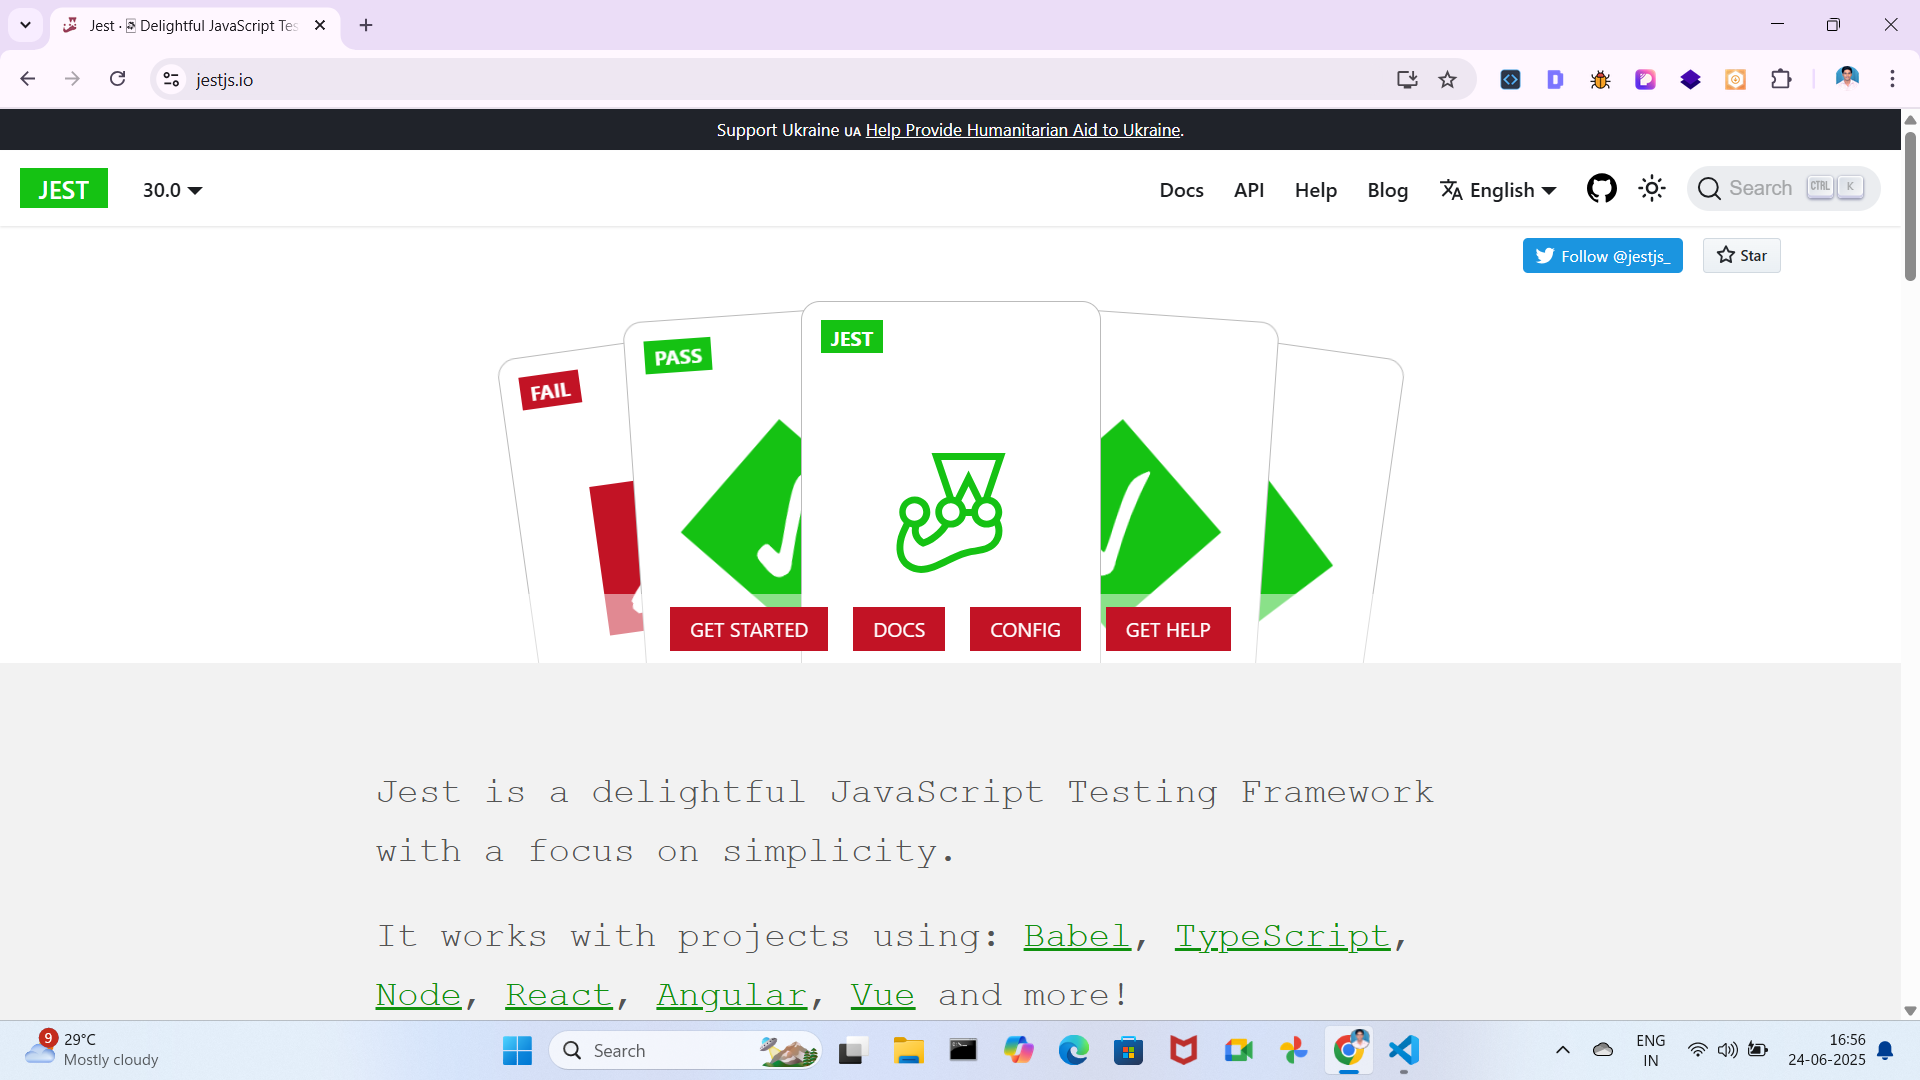 Jest · 🃏 Delightful JavaScript Tes
jestjs.io
Support Ukraine UA Help Provide Humanitarian Aid to Ukraine.
JEST
30.0
Docs
API
Help
Blog
English
Search
CTRL
K
Follow @jestjs_
Star
FAIL
PASS
JEST
GET STARTED
DOCS
CONFIG
GET HELP
Jest is a delightful JavaScript Testing Framework
with a focus on simplicity.
It works with projects using: Babel, TypeScript,
Node, React, Angular, Vue and more!
9
29°C
Mostly cloudy
Search
ENG
IN
16:56
24-06-2025